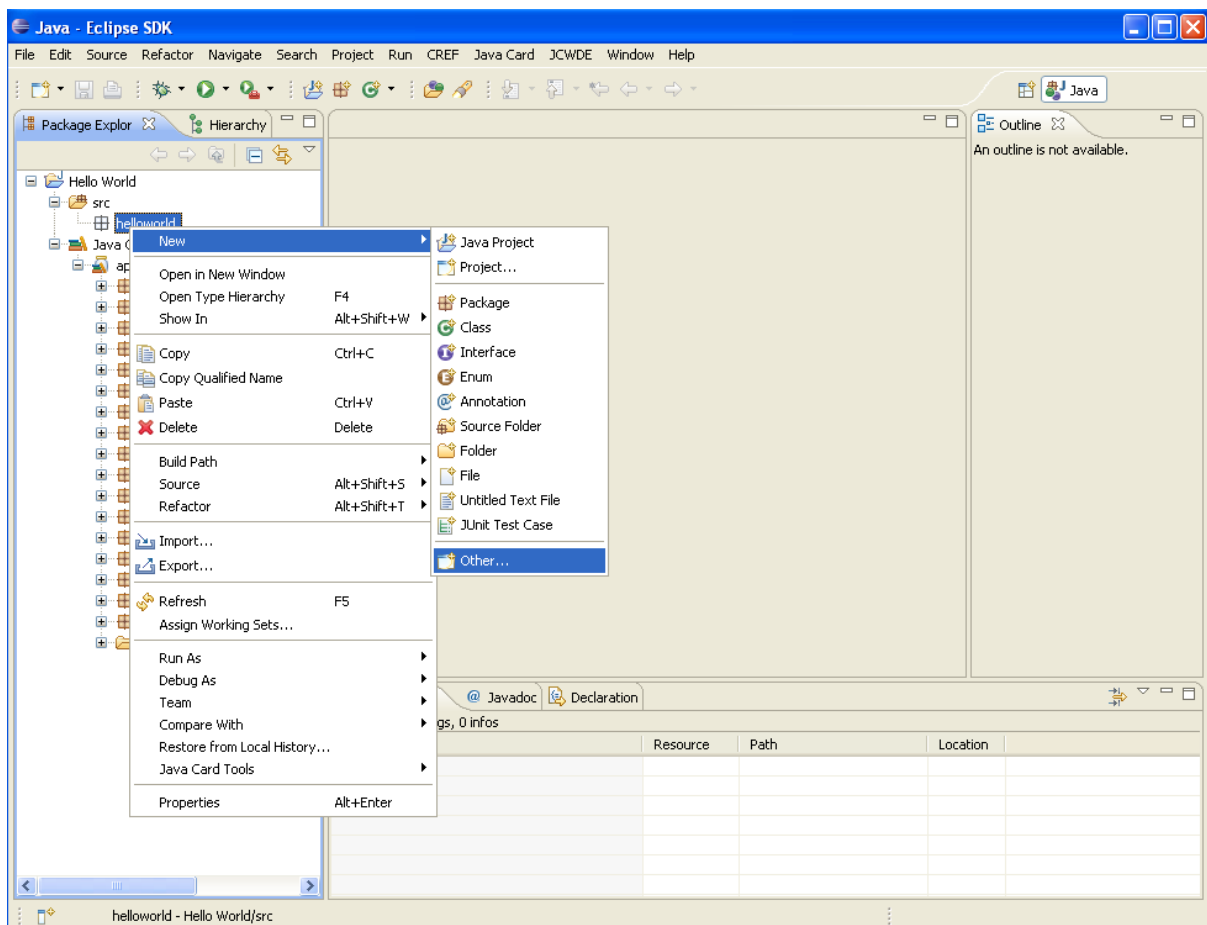 Java - Eclipse SDK
File Edit Source Refactor Navigate Search Project Run CREF Java Card JCWDE Window Help
Java
Package Explor
Hierarchy
Outline
An outline is not available.
Hello World
src
helloworld
Java
New
Open in New Window
Open Type Hierarchy F4
Show In Alt+Shift+W
Copy Ctrl+C
Copy Qualified Name
Paste Ctrl+V
Delete Delete
Build Path
Source Alt+Shift+S
Refactor Alt+Shift+T
Import...
Export...
Refresh F5
Assign Working Sets...
Run As
Debug As
Team
Compare With
Restore from Local History...
Java Card Tools
Properties Alt+Enter
Java Project
Project...
Package
Class
Interface
Enum
Annotation
Source Folder
Folder
File
Untitled Text File
JUnit Test Case
Other...
@ Javadoc Declaration
gs, 0 infos
Resource Path Location
helloworld - Hello World/src